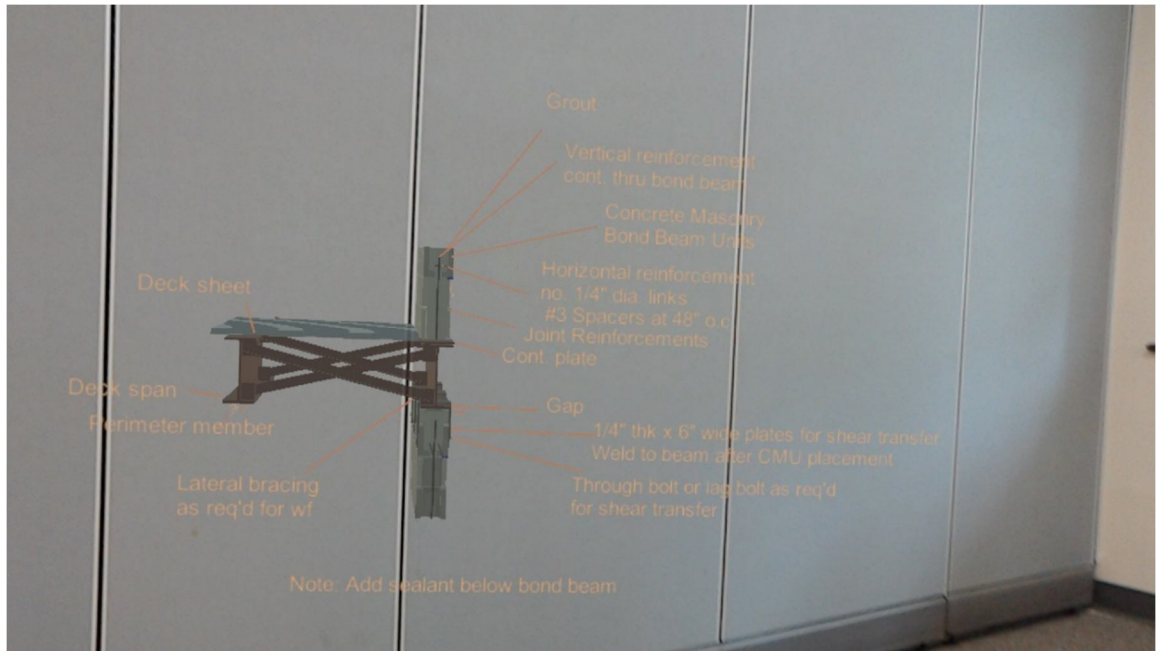 Grout
Vertical reinforcement
cont. thru bond beam
Concrete Masonry
Bond Beam Units
Horizontal reinforcement
no. 1/4" dia. links
#3 Spacers at 48" o.c
Joint Reinforcements
Cont. plate
Deck sheet
Deck span
Perimeter member
Gap
1/4" thk x 6" wide plates for shear transfer
Weld to beam after CMU placement
Through bolt or lag bolt as req'd
for shear transfer
Lateral bracing
as req'd for wf
Note: Add sealant below bond beam